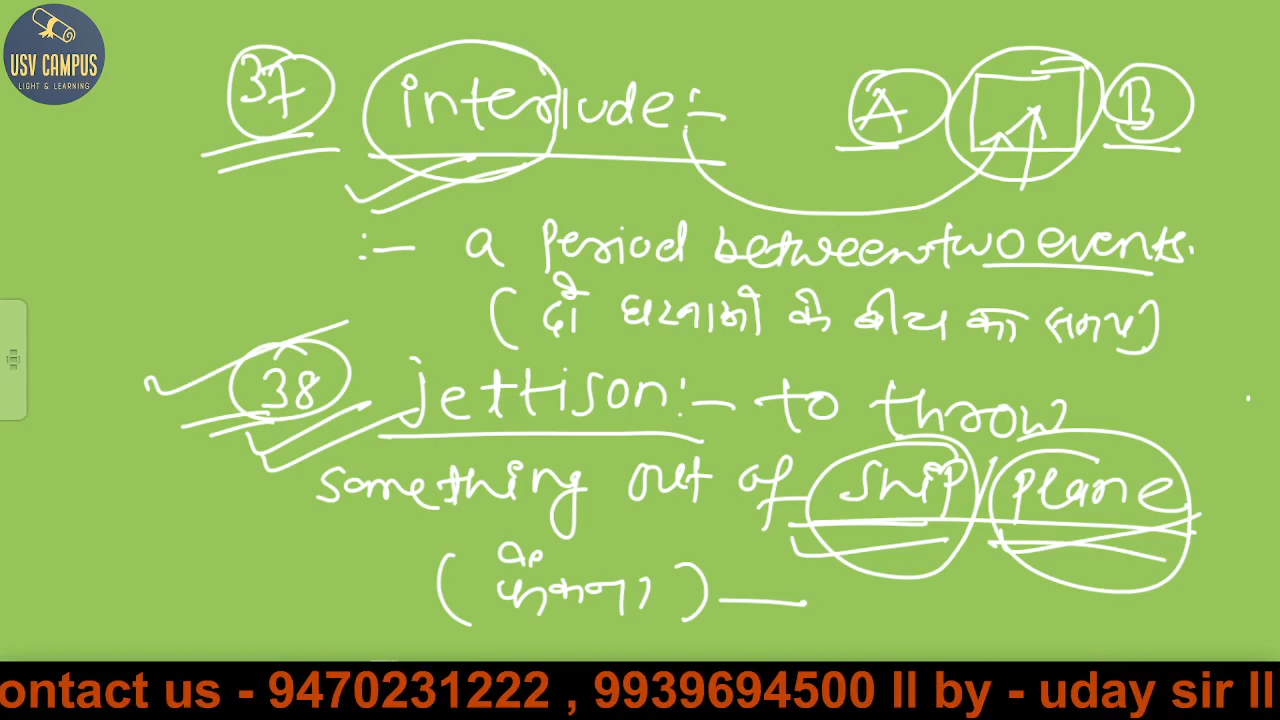 USV CAMPUS
LIGHT & LEARNING
37 interlude :- A B
:- a period between two events.
(दो घटनाओं के बीच का समय)
38 jettison :- to throw
something out of ship / plane
(फेंकना) —
ontact us - 9470231222 , 9939694500 ll by - uday sir ll